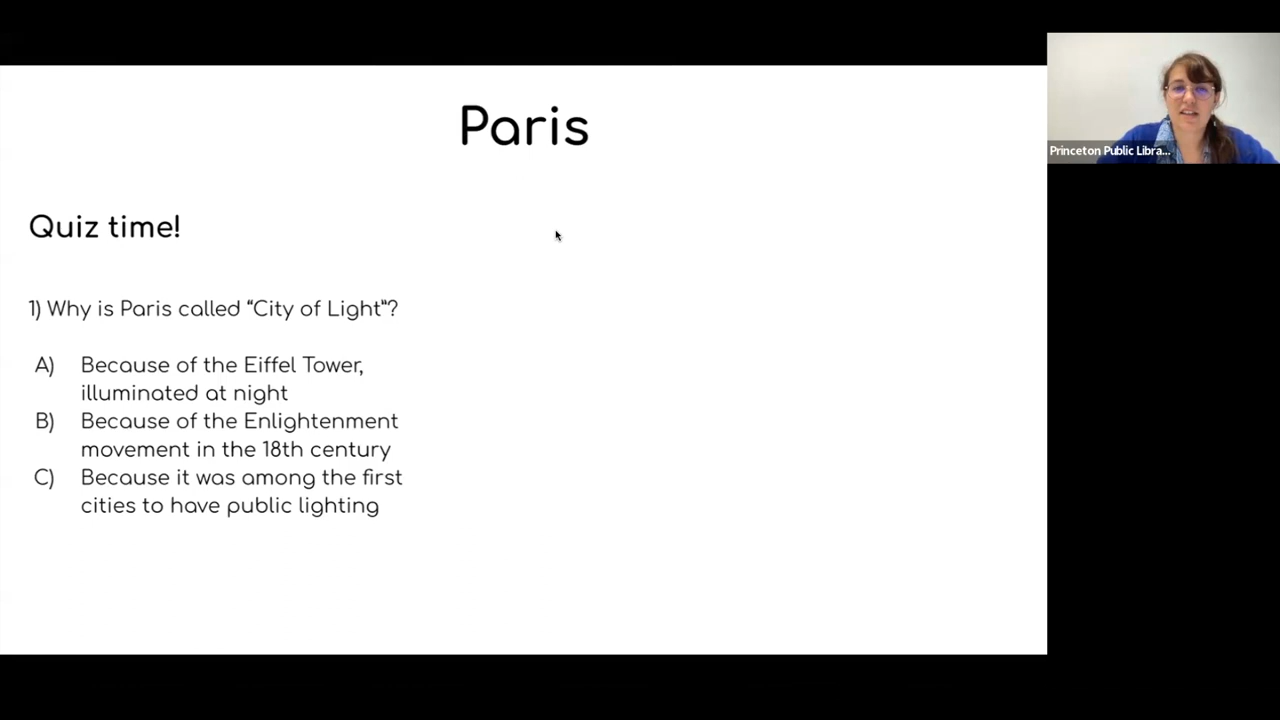 Paris
Quiz time!
1) Why is Paris called “City of Light”?
A) Because of the Eiffel Tower,
illuminated at night
B) Because of the Enlightenment
movement in the 18th century
C) Because it was among the first
cities to have public lighting
Princeton Public Libra...